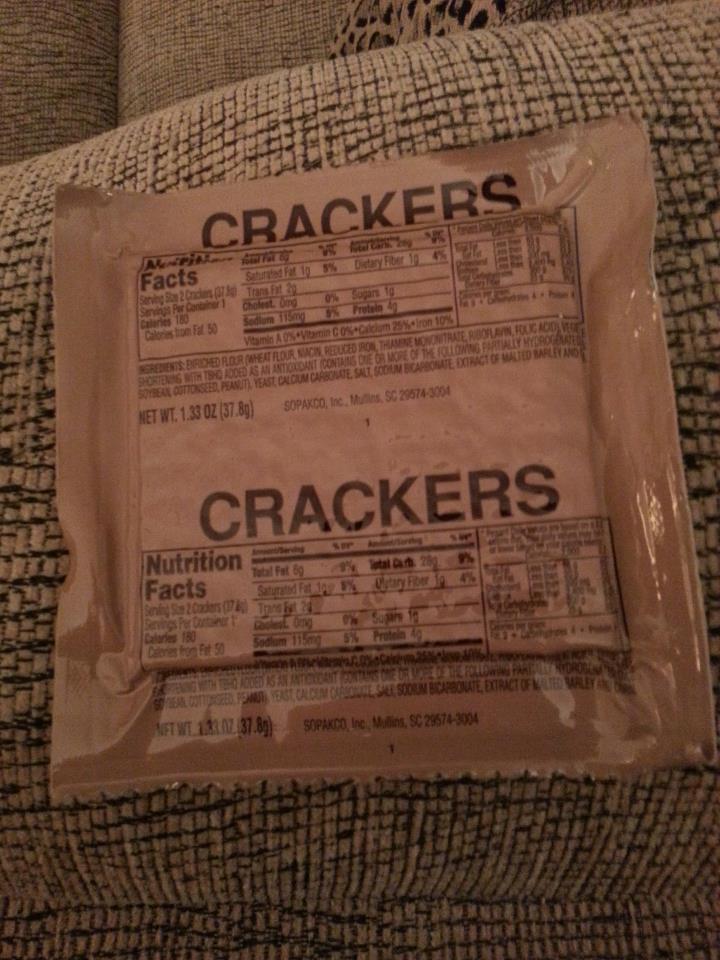 CRACKERS
Nutrition
Facts
Serving Size 2 Crackers (37.8g)
Servings Per Container 1
Calories 180
Calories from Fat 50
Total Fat 6g 9% Total Carb. 28g 9%
Saturated Fat 1g 5% Dietary Fiber 1g 4%
Trans Fat 2g
Cholest. 0mg 0% Sugars 1g
Sodium 115mg 5% Protein 4g
Vitamin A 0%•Vitamin C 0%•Calcium 25%•Iron 10%
INGREDIENTS: ENRICHED FLOUR (WHEAT FLOUR, NIACIN, REDUCED IRON, THIAMINE MONONITRATE, RIBOFLAVIN, FOLIC ACID)
SHORTENING WITH TBHQ ADDED AS AN ANTIOXIDANT (CONTAINS ONE OR MORE OF THE FOLLOWING PARTIALLY HYDROGENATED
SOYBEAN, COTTONSEED, PEANUT), YEAST, CALCIUM CARBONATE, SALT, SODIUM BICARBONATE, EXTRACT OF MALTED BARLEY AND
NET WT. 1.33 OZ (37.8g) SOPAKCO, Inc., Mullins, SC 29574-3004
1
CRACKERS
Nutrition
Facts
Serving Size 2 Crackers (37.8g)
Servings Per Container 1
Calories 180
Calories from Fat 50
Amount/Serving % DV* Amount/Serving % DV*
Total Fat 6g 9% Total Carb. 28g 9%
Saturated Fat 1g 5% Dietary Fiber 1g 4%
Trans Fat 2g
Cholest. 0mg 0% Sugars 1g
Sodium 115mg 5% Protein 4g
SHORTENING WITH TBHQ ADDED AS AN ANTIOXIDANT (CONTAINS ONE OR MORE OF THE FOLLOWING PARTIALLY
SOYBEAN, COTTONSEED, PEANUT), YEAST, CALCIUM CARBONATE, SALT, SODIUM BICARBONATE, EXTRACT OF MALTED BARLEY
NET WT. 1.33 OZ (37.8g) SOPAKCO, Inc., Mullins, SC 29574-3004
1